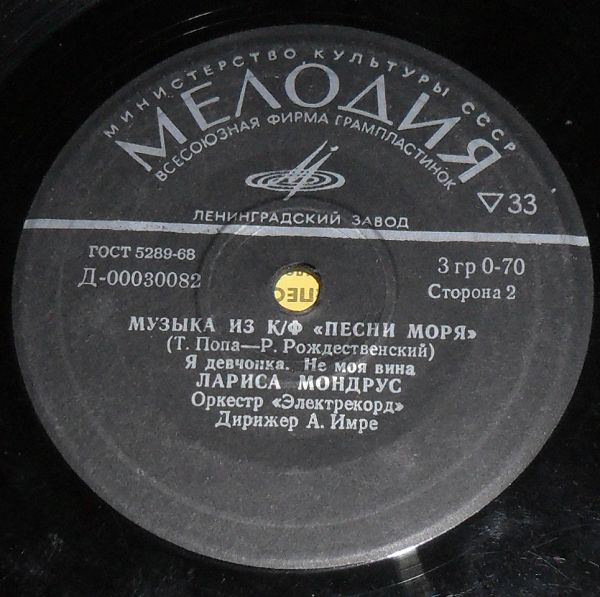 МИНИСТЕРСТВО КУЛЬТУРЫ СССР
МЕЛОДИЯ
ВСЕСОЮЗНАЯ ФИРМА ГРАМПЛАСТИНОК
ЛЕНИНГРАДСКИЙ ЗАВОД
▽33
ГОСТ 5289-68
Д-00030082
3 гр 0-70
Сторона 2
МУЗЫКА ИЗ К/Ф «ПЕСНИ МОРЯ»
(Т. Попа—Р. Рождественский)
Я девчонка. Не моя вина
ЛАРИСА МОНДРУС
Оркестр «Электрекорд»
Дирижер А. Имре